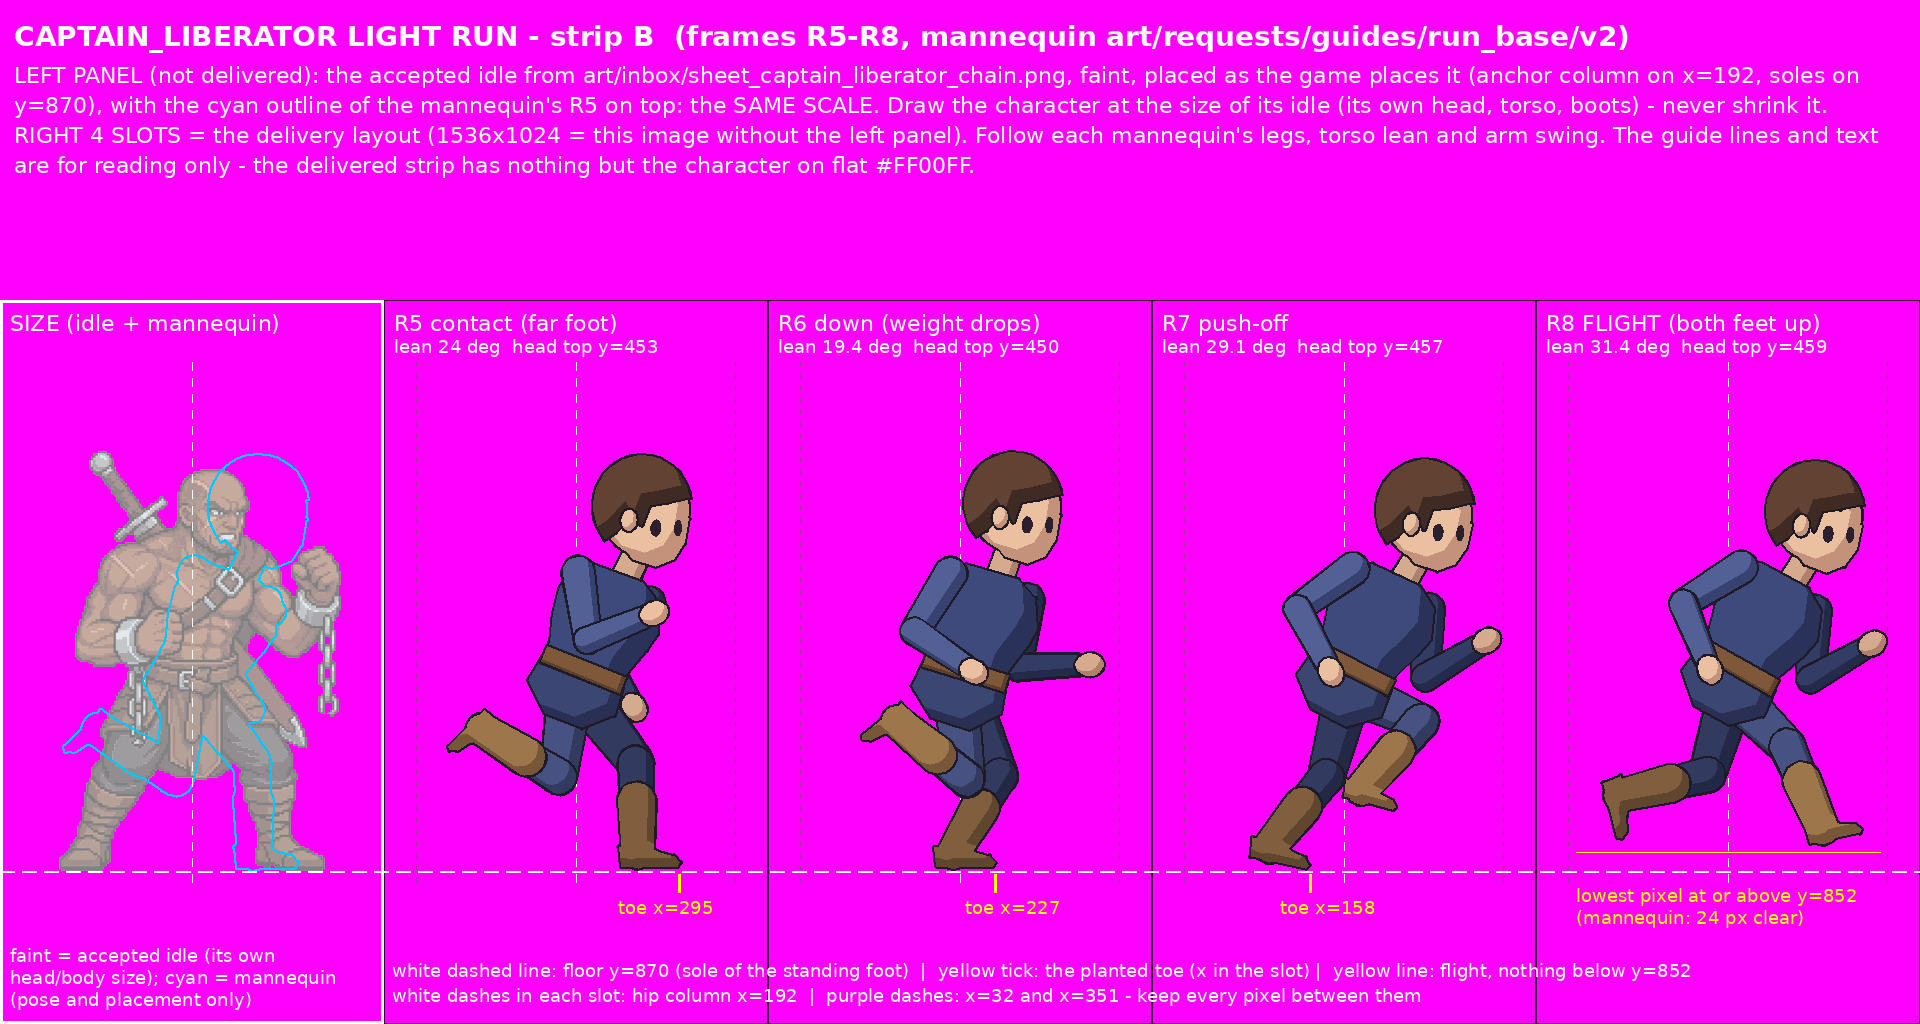 CAPTAIN_LIBERATOR LIGHT RUN - strip B  (frames R5-R8, mannequin art/requests/guides/run_base/v2)
LEFT PANEL (not delivered): the accepted idle from art/inbox/sheet_captain_liberator_chain.png, faint, placed as the game places it (anchor column on x=192, soles on
y=870), with the cyan outline of the mannequin's R5 on top: the SAME SCALE. Draw the character at the size of its idle (its own head, torso, boots) - never shrink it.
RIGHT 4 SLOTS = the delivery layout (1536x1024 = this image without the left panel). Follow each mannequin's legs, torso lean and arm swing. The guide lines and text
are for reading only - the delivered strip has nothing but the character on flat #FF00FF.
SIZE (idle + mannequin)
R5 contact (far foot)
lean 24 deg  head top y=453
R6 down (weight drops)
lean 19.4 deg  head top y=450
R7 push-off
lean 29.1 deg  head top y=457
R8 FLIGHT (both feet up)
lean 31.4 deg  head top y=459
toe x=295
toe x=227
toe x=158
lowest pixel at or above y=852
(mannequin: 24 px clear)
faint = accepted idle (its own
head/body size); cyan = mannequin
(pose and placement only)
white dashed line: floor y=870 (sole of the standing foot)  |  yellow tick: the planted toe (x in the slot) |  yellow line: flight, nothing below y=852
white dashes in each slot: hip column x=192  |  purple dashes: x=32 and x=351 - keep every pixel between them